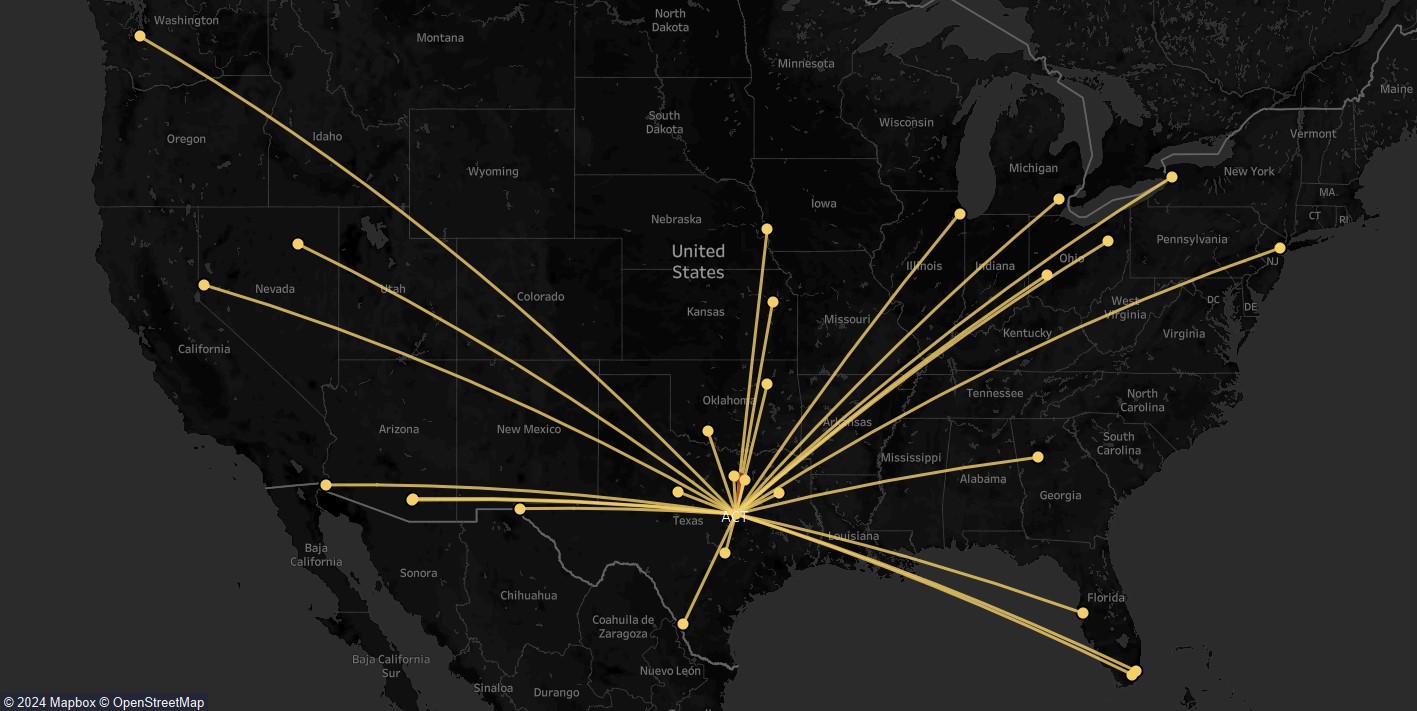 Washington
Montana
North
Dakota
Minnesota
Maine
South
Dakota
Wisconsin
Oregon
Idaho
Vermont
Wyoming
Michigan
New York
MA
Iowa
Nebraska
CT
RI
Pennsylvania
United
States
Ohio
NJ
Illinois
Indiana
Nevada
Utah
Colorado
Kansas
Missouri
West
Virginia
DC
DE
Kentucky
Virginia
California
Tennessee
North
Carolina
Oklahoma
Arkansas
Arizona
New Mexico
South
Carolina
Mississippi
Alabama
Georgia
Texas
ACT
Louisiana
Baja
California
Sonora
Chihuahua
Florida
Coahuila de
Zaragoza
Baja California
Sur
Nuevo León
Sinaloa
Durango
© 2024 Mapbox © OpenStreetMap